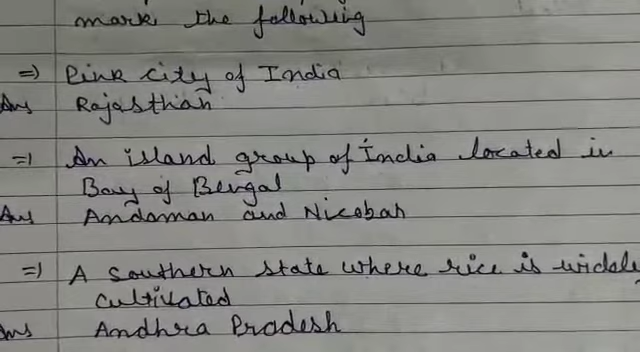 mark the following
=) Pink city of India
Ans Rajasthan
=) An island group of India located in
Bay of Bengal
Ans Andaman and Nicobar
=) A southern state where rice is widely
cultivated
Ans Andhra Pradesh